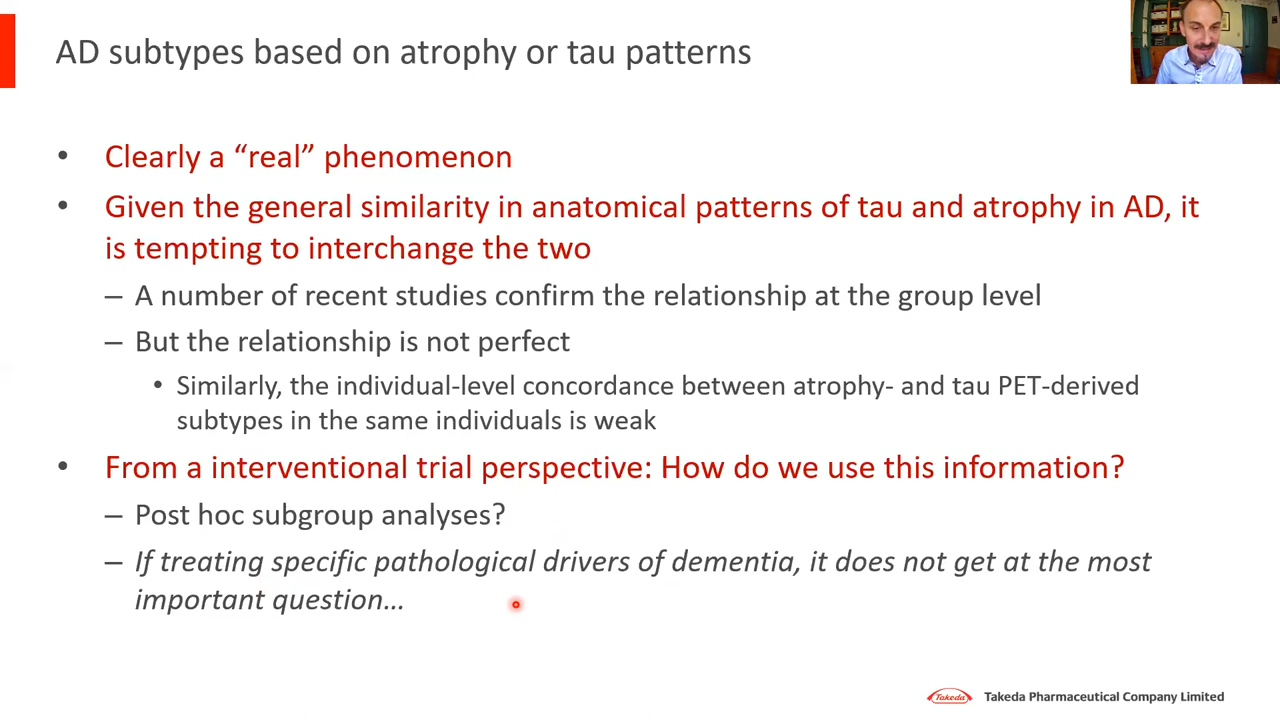 AD subtypes based on atrophy or tau patterns
• Clearly a “real” phenomenon
• Given the general similarity in anatomical patterns of tau and atrophy in AD, it
is tempting to interchange the two
– A number of recent studies confirm the relationship at the group level
– But the relationship is not perfect
• Similarly, the individual-level concordance between atrophy- and tau PET-derived
subtypes in the same individuals is weak
• From a interventional trial perspective: How do we use this information?
– Post hoc subgroup analyses?
– If treating specific pathological drivers of dementia, it does not get at the most
important question…
Takeda Takeda Pharmaceutical Company Limited